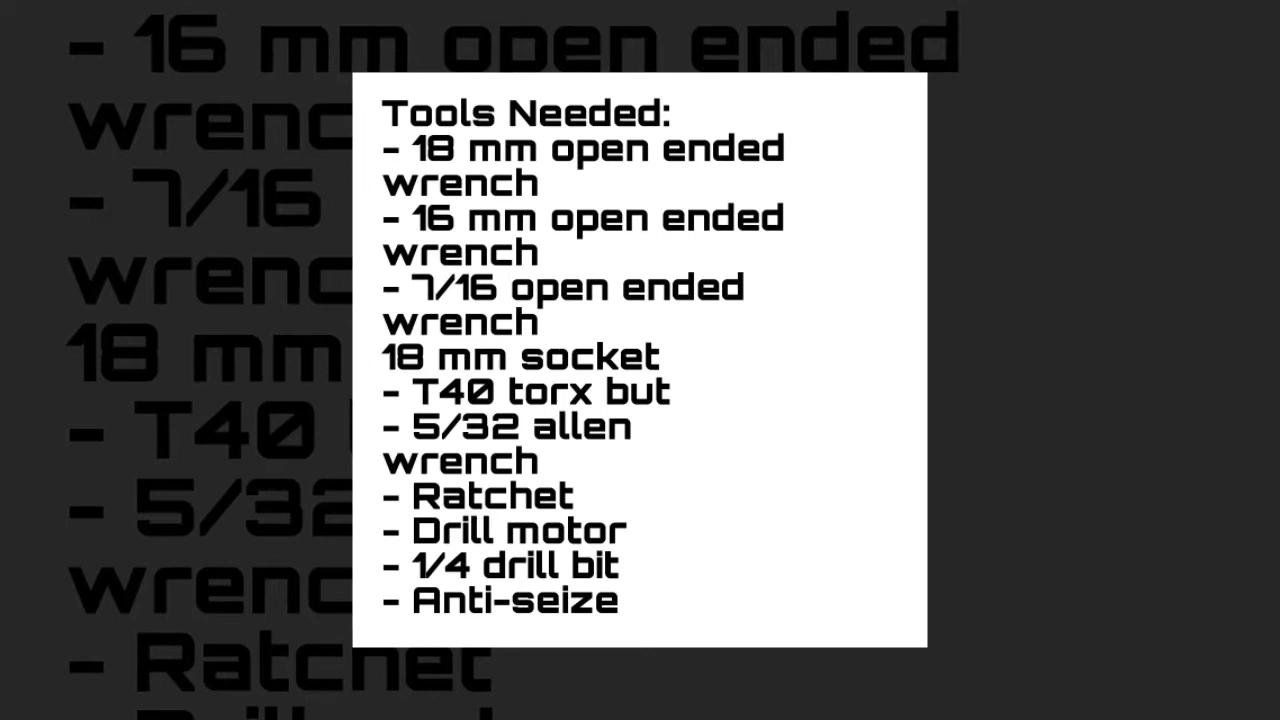 Tools Needed:
- 18 mm open ended
wrench
- 16 mm open ended
wrench
- 7/16 open ended
wrench
18 mm socket
- T40 torx but
- 5/32 allen
wrench
- Ratchet
- Drill motor
- 1/4 drill bit
- Anti-seize